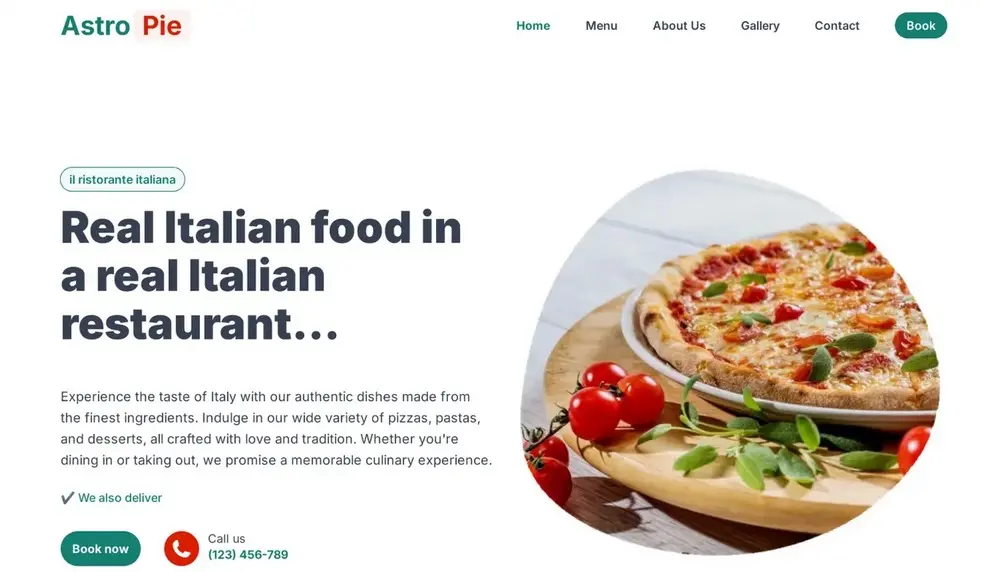 Astro Pie
Home Menu About Us Gallery Contact Book
il ristorante italiana
Real Italian food in
a real Italian
restaurant...
Experience the taste of Italy with our authentic dishes made from
the finest ingredients. Indulge in our wide variety of pizzas, pastas,
and desserts, all crafted with love and tradition. Whether you're
dining in or taking out, we promise a memorable culinary experience.
✔ We also deliver
Book now
Call us
(123) 456-789